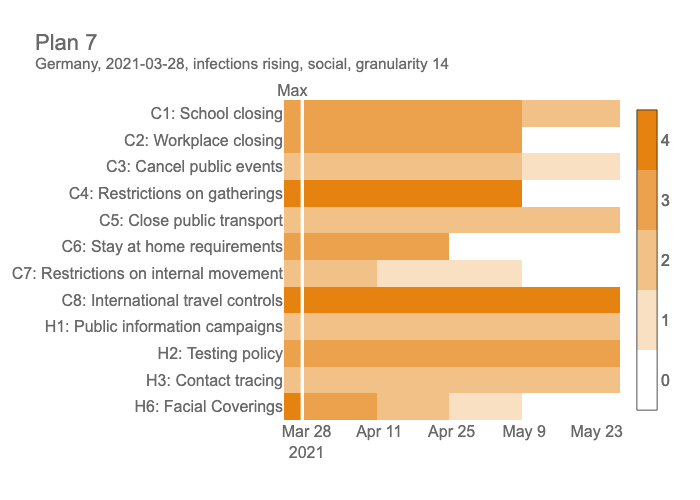 Plan 7
Germany, 2021-03-28, infections rising, social, granularity 14
Max
C1: School closing
C2: Workplace closing
C3: Cancel public events
C4: Restrictions on gatherings
C5: Close public transport
C6: Stay at home requirements
C7: Restrictions on internal movement
C8: International travel controls
H1: Public information campaigns
H2: Testing policy
H3: Contact tracing
H6: Facial Coverings
Mar 28 Apr 11 Apr 25 May 9 May 23
2021
4
3
2
1
0